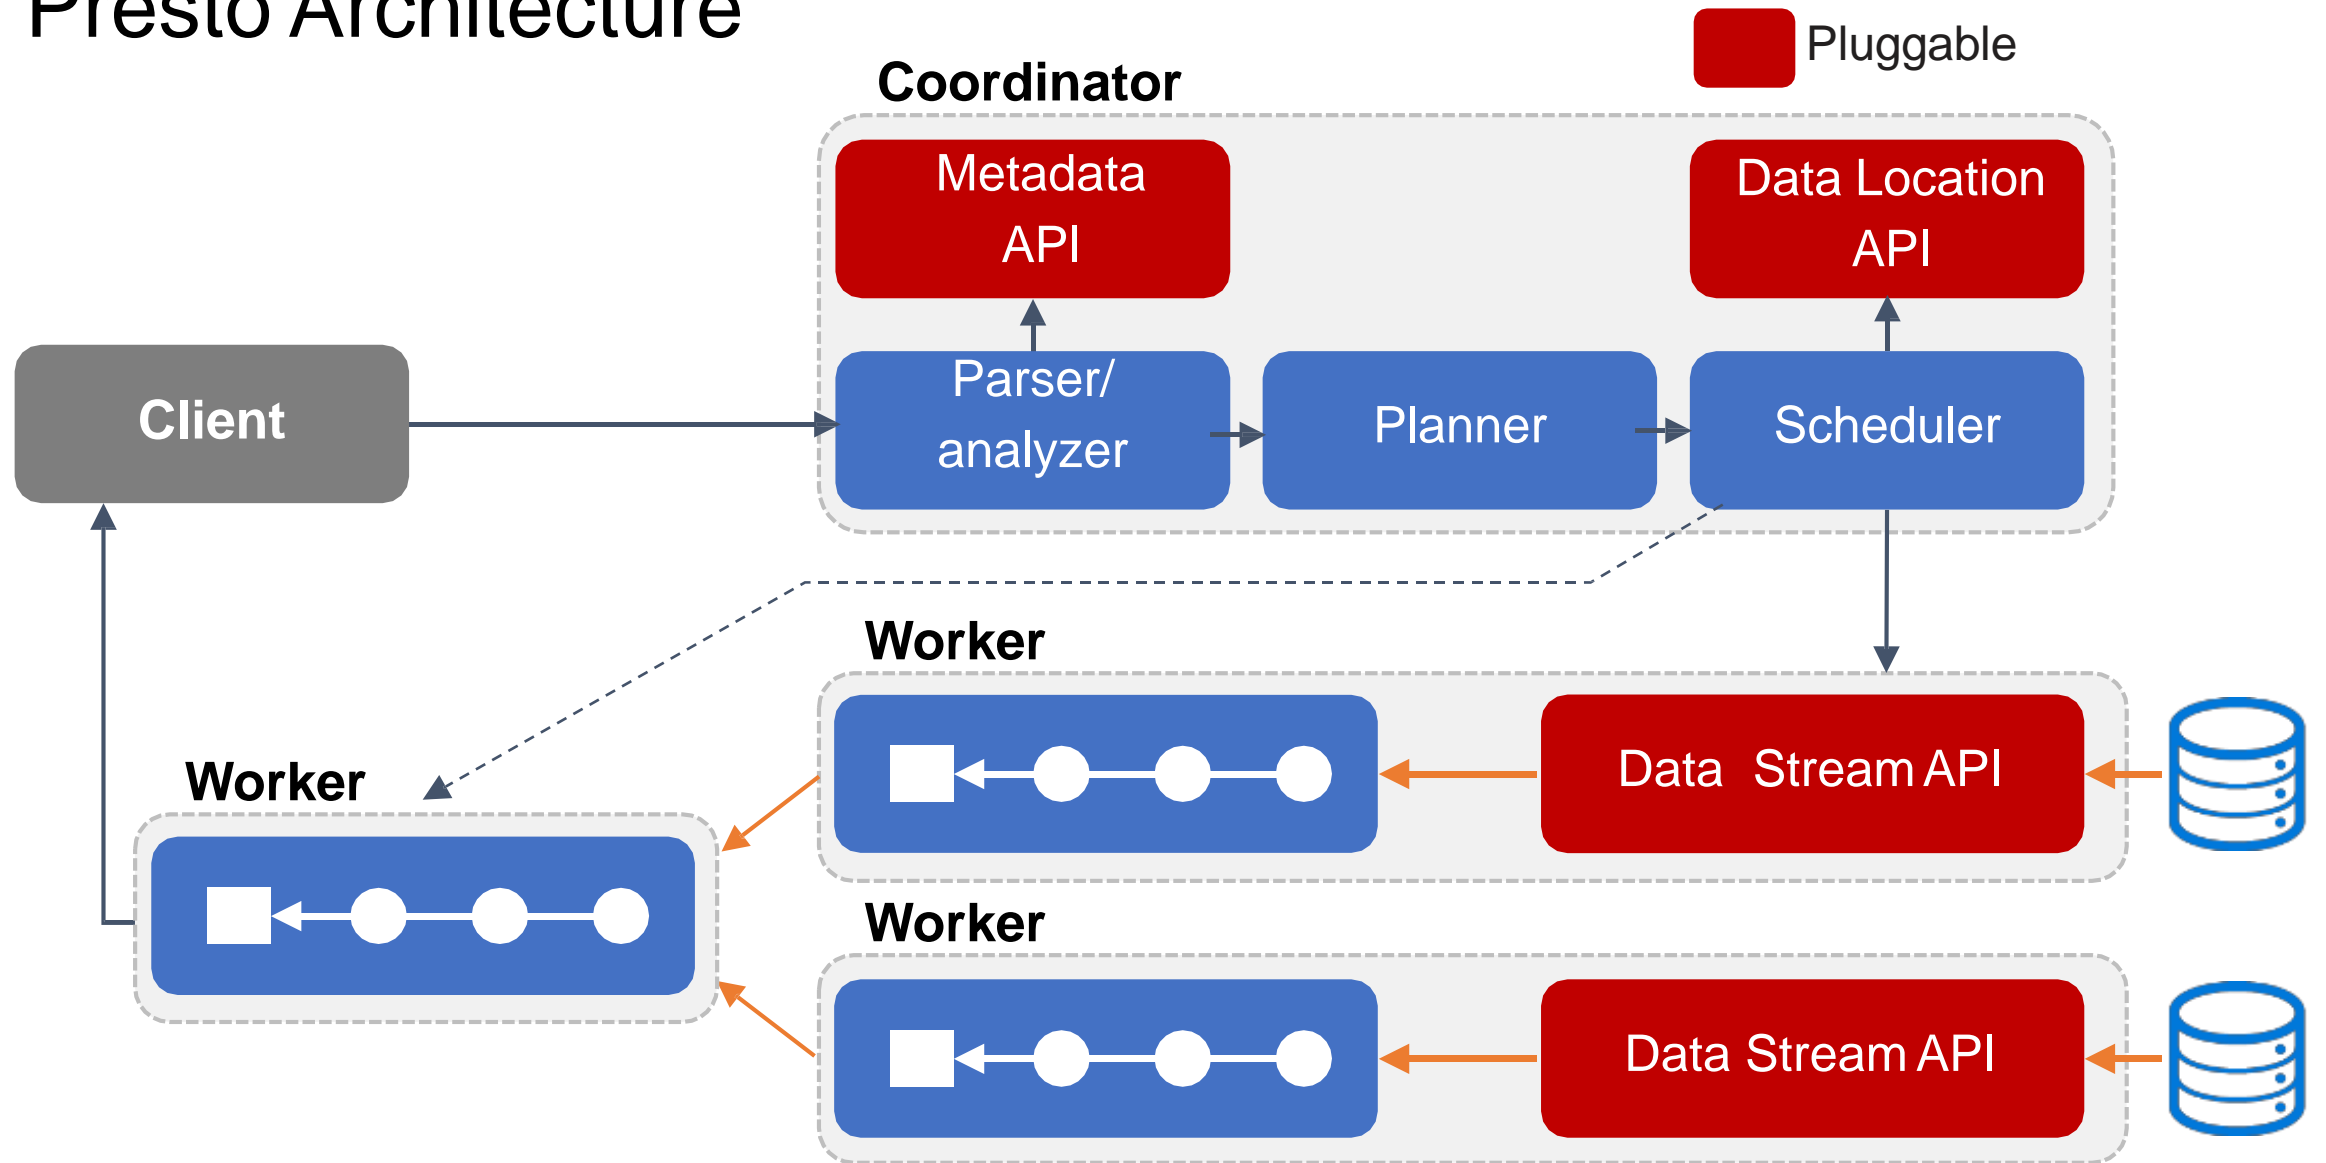 Presto Architecture
Pluggable
Coordinator
Metadata
API
Data Location
API
Client
Parser/
analyzer
Planner
Scheduler
Worker
Data Stream API
Worker
Worker
Data Stream API